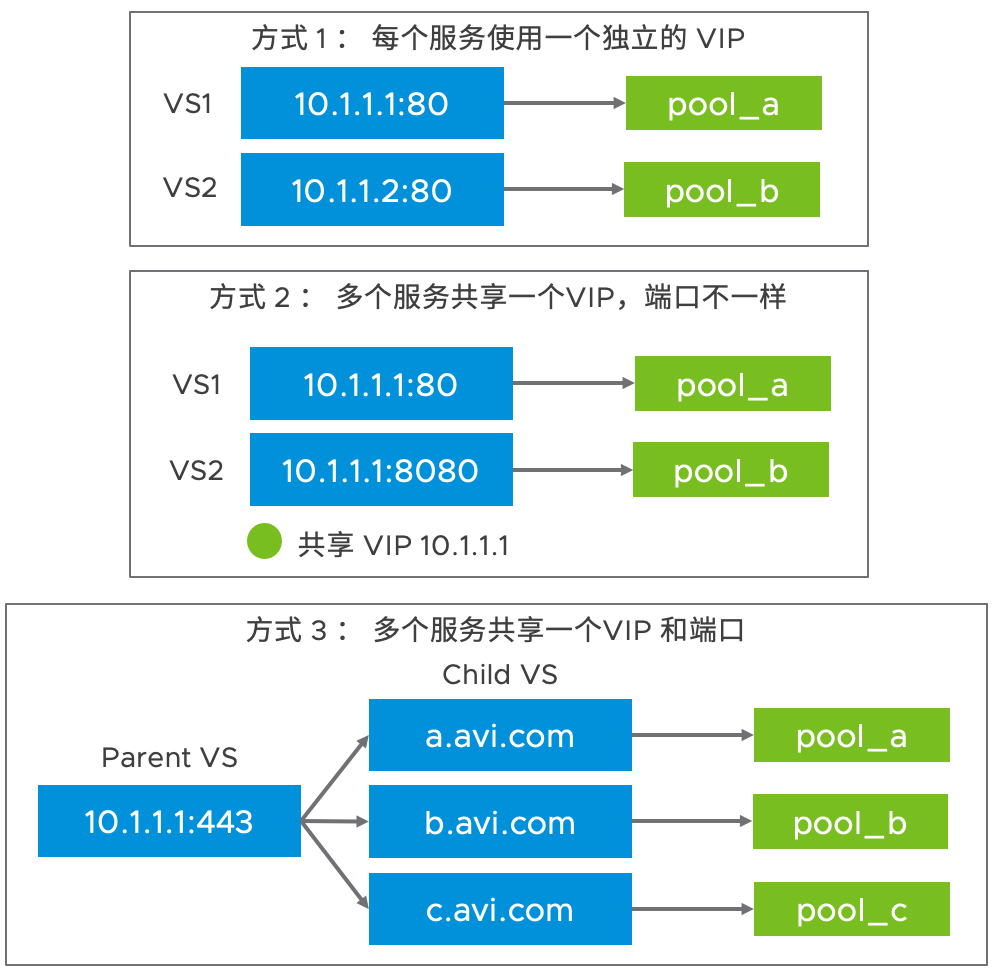 方式 1： 每个服务使用一个独立的 VIP
VS1
10.1.1.1:80
pool_a
VS2
10.1.1.2:80
pool_b
方式 2： 多个服务共享一个VIP，端口不一样
VS1
10.1.1.1:80
pool_a
VS2
10.1.1.1:8080
pool_b
共享 VIP 10.1.1.1
方式 3： 多个服务共享一个VIP 和端口
Child VS
a.avi.com
pool_a
Parent VS
10.1.1.1:443
b.avi.com
pool_b
c.avi.com
pool_c